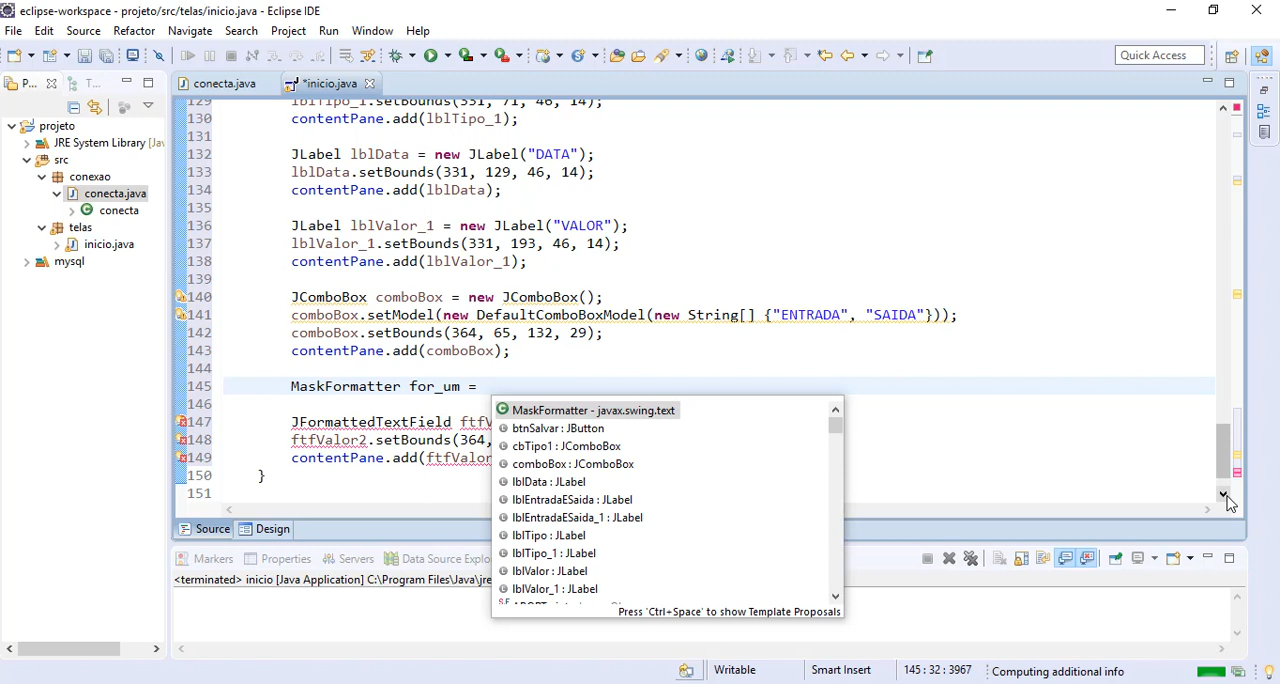 eclipse-workspace - projeto/src/telas/inicio.java - Eclipse IDE
File Edit Source Refactor Navigate Search Project Run Window Help
Quick Access
P... T...
conecta.java *inicio.java
projeto
JRE System Library [Jav
src
conexao
conecta.java
conecta
telas
inicio.java
mysql
129 lblTipo_1.setBounds(331, 71, 46, 14);
130 contentPane.add(lblTipo_1);
131
132 JLabel lblData = new JLabel("DATA");
133 lblData.setBounds(331, 129, 46, 14);
134 contentPane.add(lblData);
135
136 JLabel lblValor_1 = new JLabel("VALOR");
137 lblValor_1.setBounds(331, 193, 46, 14);
138 contentPane.add(lblValor_1);
139
140 JComboBox comboBox = new JComboBox();
141 comboBox.setModel(new DefaultComboBoxModel(new String[] {"ENTRADA", "SAIDA"}));
142 comboBox.setBounds(364, 65, 132, 29);
143 contentPane.add(comboBox);
144
145 MaskFormatter for_um =
146
147 JFormattedTextField ftfV
148 ftfValor2.setBounds(364,
149 contentPane.add(ftfValor
150 }
151
MaskFormatter - javax.swing.text
btnSalvar : JButton
cbTipo1 : JComboBox
comboBox : JComboBox
lblData : JLabel
lblEntradaESaida : JLabel
lblEntradaESaida_1 : JLabel
lblTipo : JLabel
lblTipo_1 : JLabel
lblValor : JLabel
lblValor_1 : JLabel
Press 'Ctrl+Space' to show Template Proposals
Source Design
Markers Properties Servers Data Source Explo
<terminated> inicio [Java Application] C:\Program Files\Java\jre
Writable Smart Insert 145 : 32 : 3967 Computing additional info